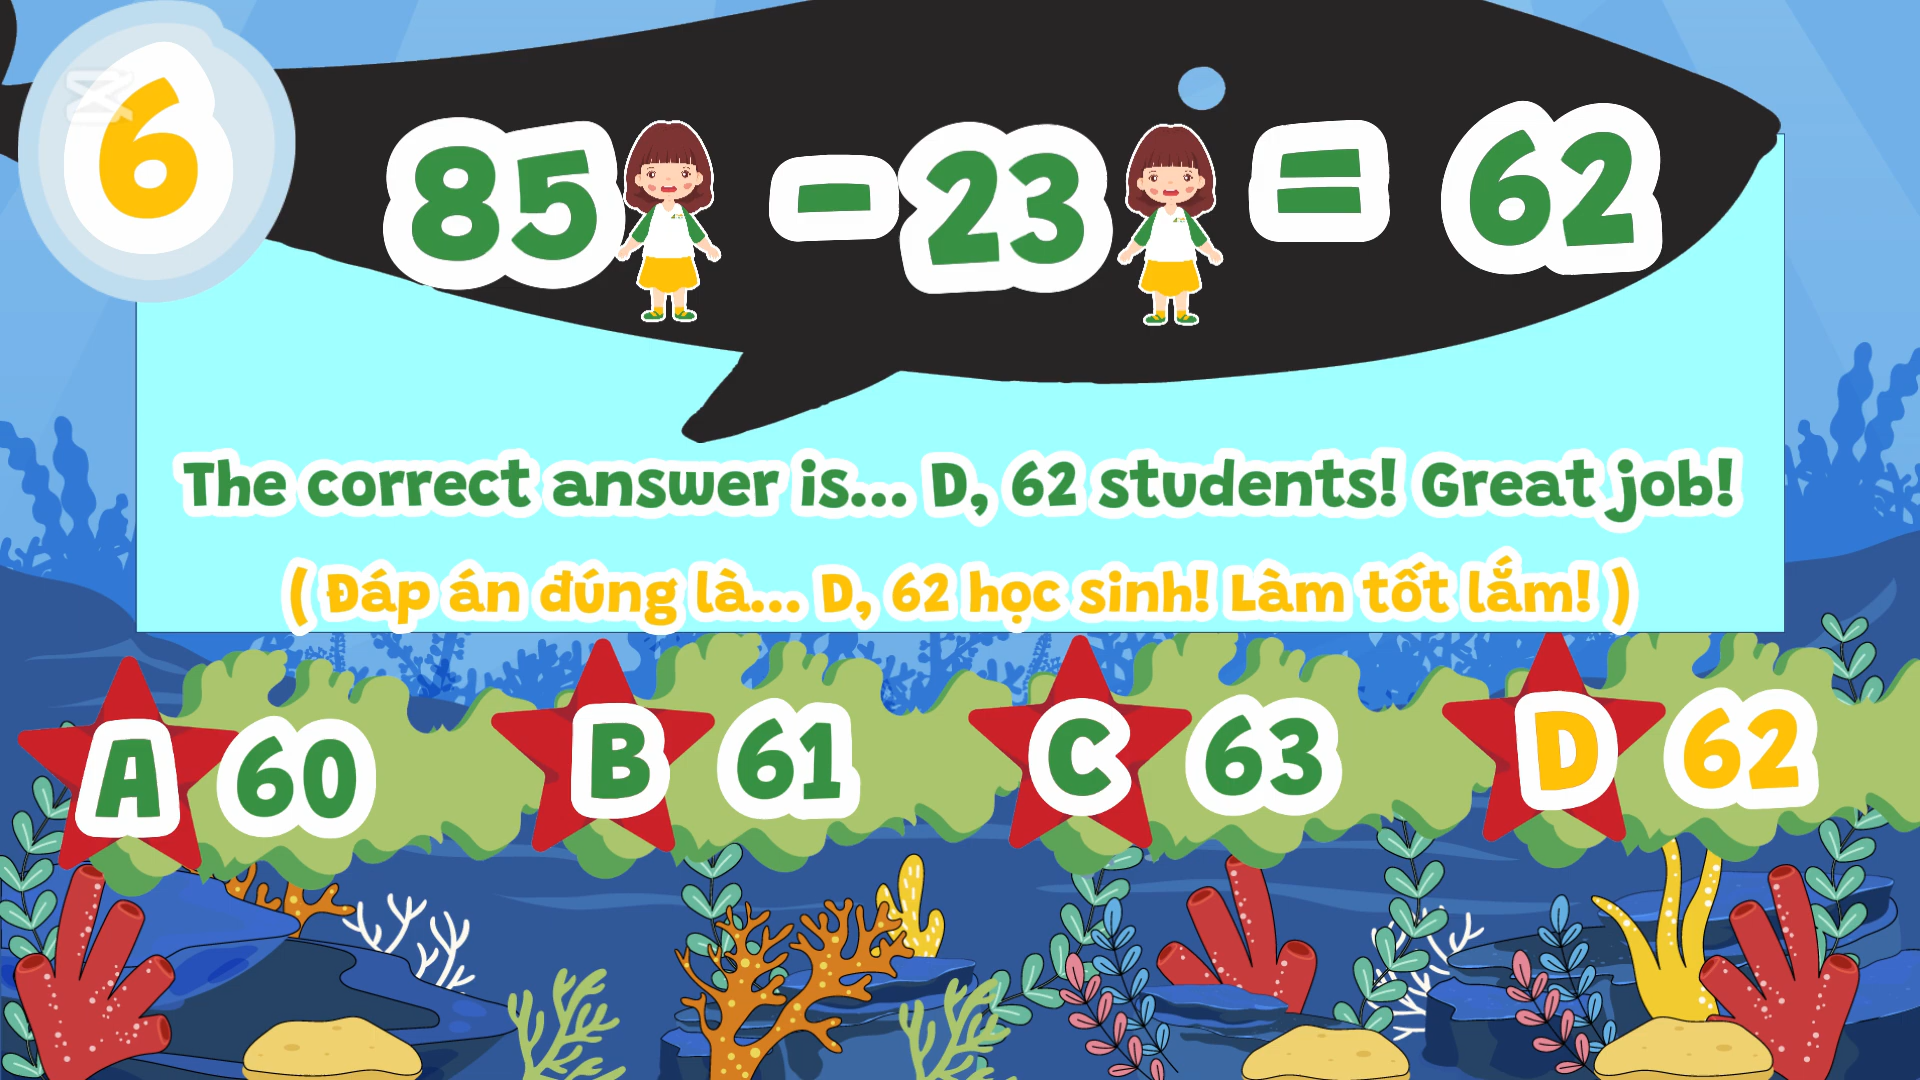 6
85 - 23 = 62
The correct answer is... D, 62 students! Great job!
( Đáp án đúng là... D, 62 học sinh! Làm tốt lắm! )
A 60 B 61 C 63 D 62